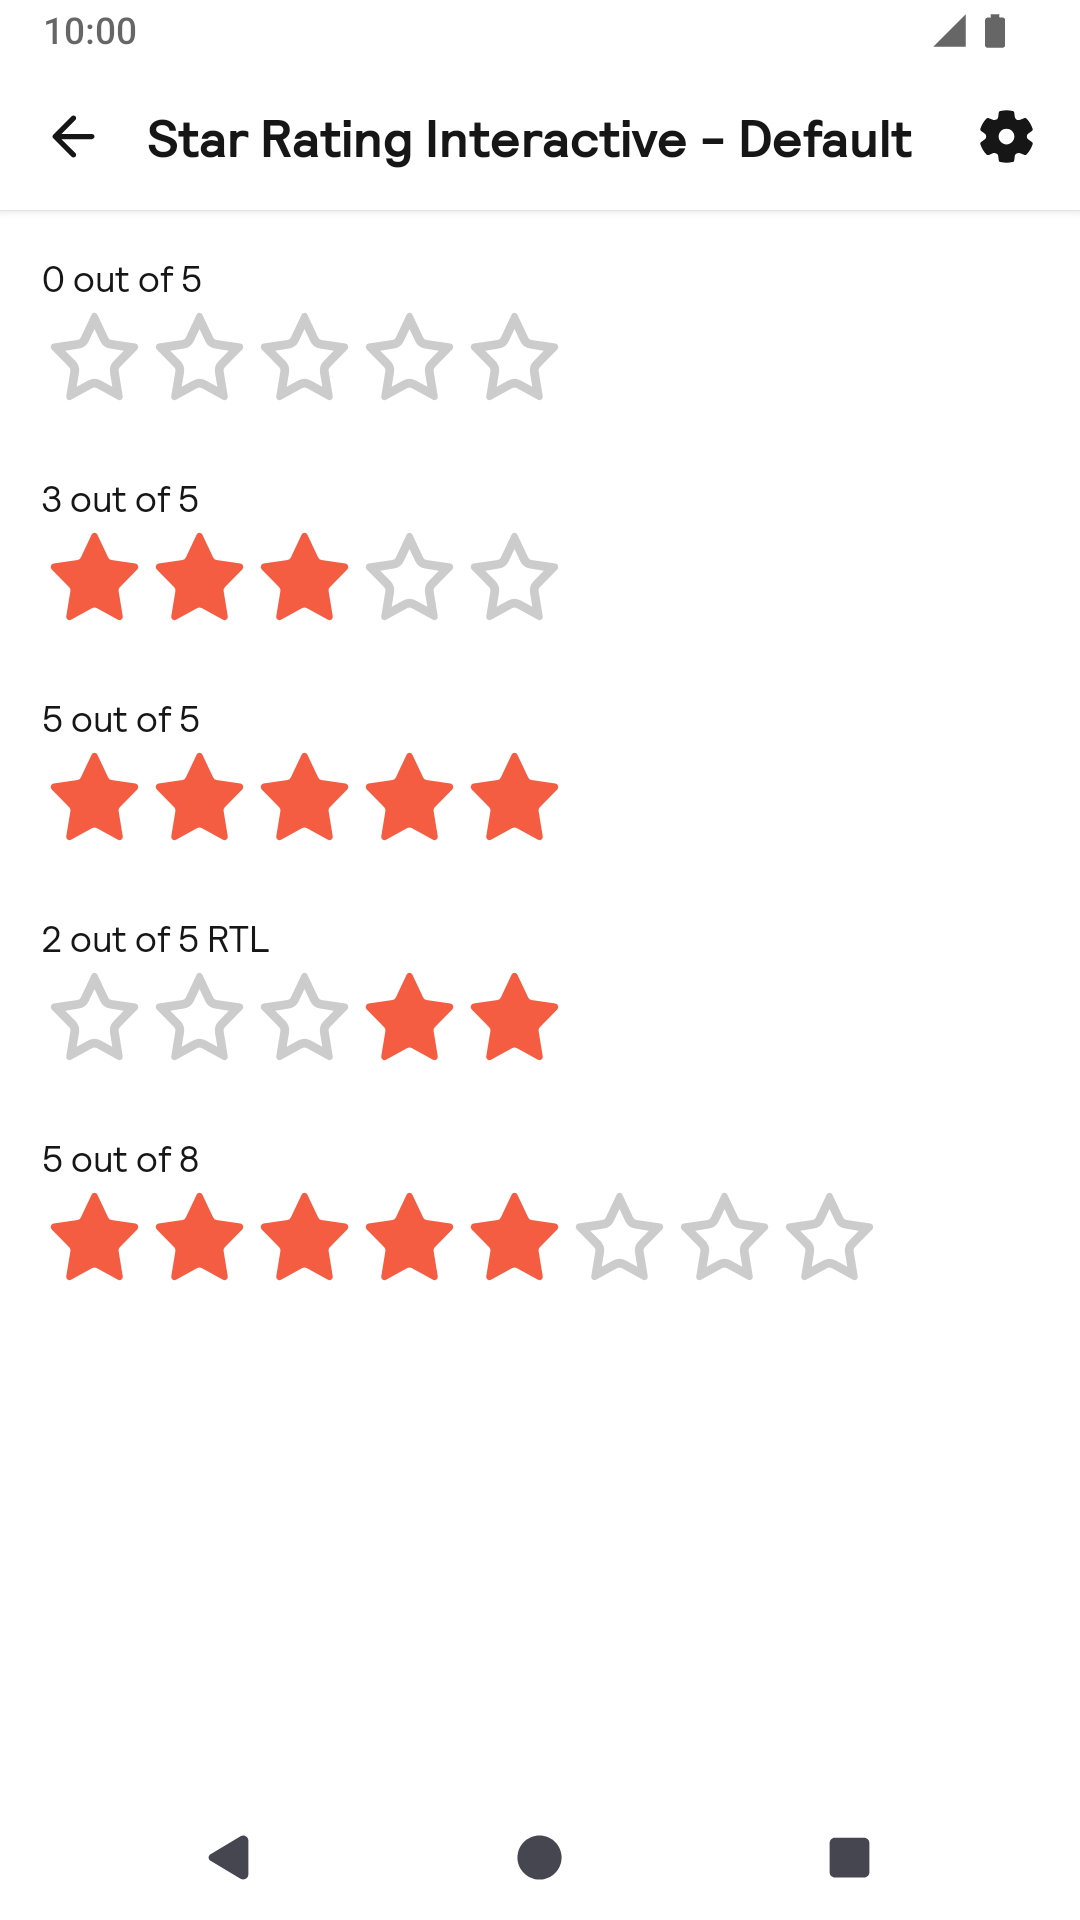 10:00
Star Rating Interactive – Default
0 out of 5
3 out of 5
5 out of 5
2 out of 5 RTL
5 out of 8